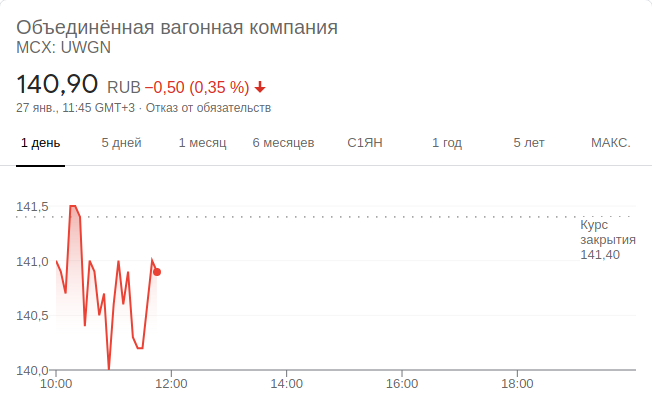 Объединённая вагонная компания
MCX: UWGN
140,90 RUB −0,50 (0,35 %)
27 янв., 11:45 GMT+3 · Отказ от обязательств
1 день 5 дней 1 месяц 6 месяцев С1ЯН 1 год 5 лет МАКС.
141,5
Курс
закрытия
141,40
141,0
140,5
140,0
10:00 12:00 14:00 16:00 18:00